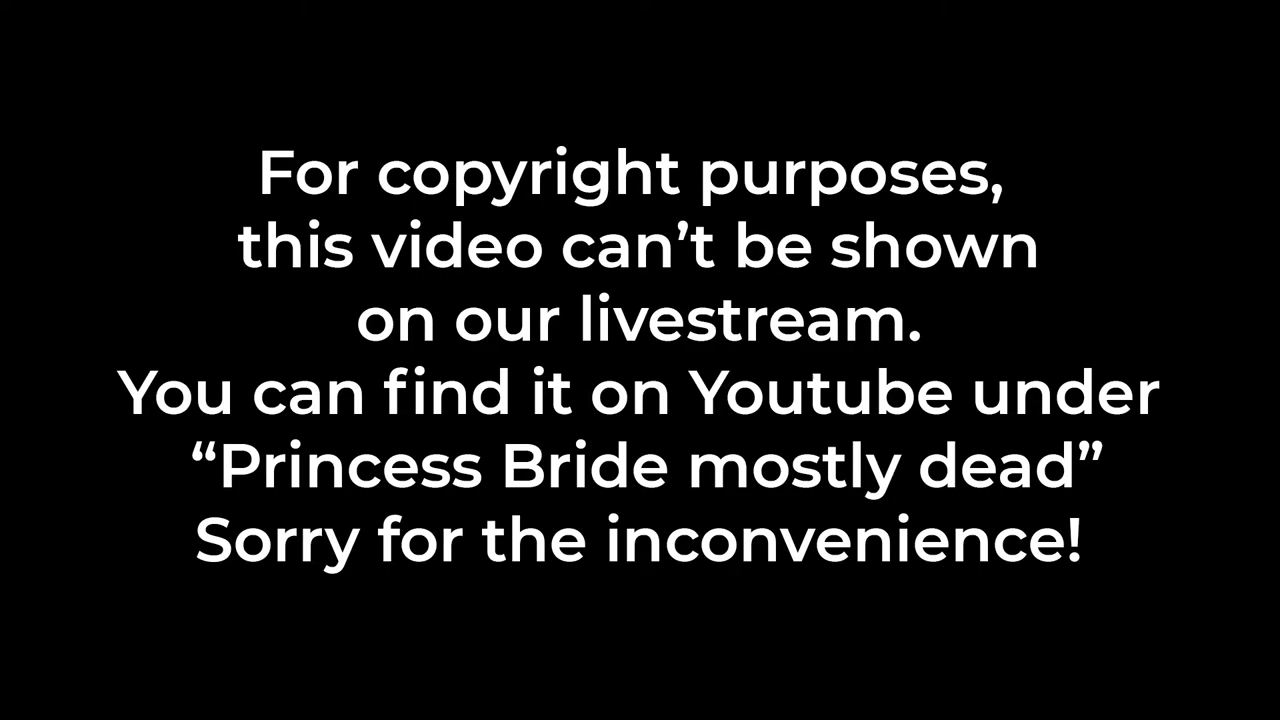 For copyright purposes,
this video can’t be shown
on our livestream.
You can find it on Youtube under
“Princess Bride mostly dead”
Sorry for the inconvenience!